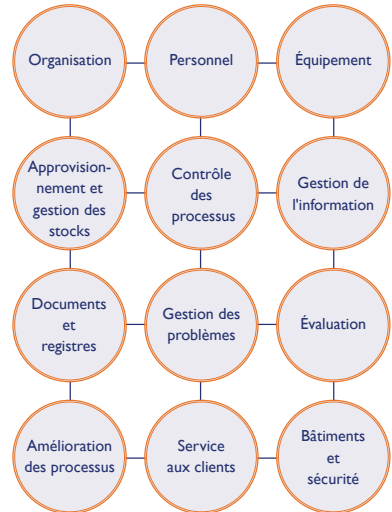 Organisation
Personnel
Équipement
Approvision-
nement et
gestion des
stocks
Contrôle
des
processus
Gestion de
l'information
Documents
et
registres
Gestion des
problèmes
Évaluation
Amélioration
des processus
Service
aux clients
Bâtiments
et
sécurité